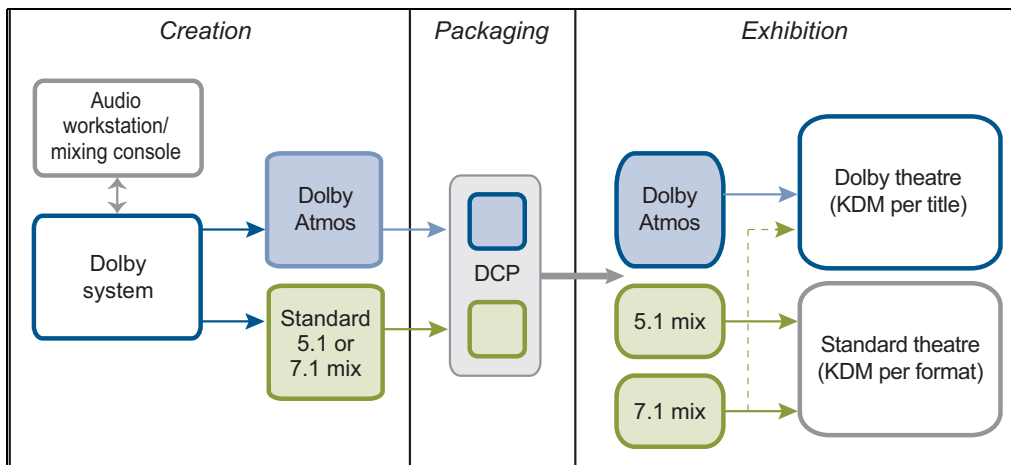 Creation
Packaging
Exhibition
Audio
workstation/
mixing console
Dolby
system
Dolby
Atmos
Standard
5.1 or
7.1 mix
DCP
Dolby
Atmos
5.1 mix
7.1 mix
Dolby theatre
(KDM per title)
Standard theatre
(KDM per format)